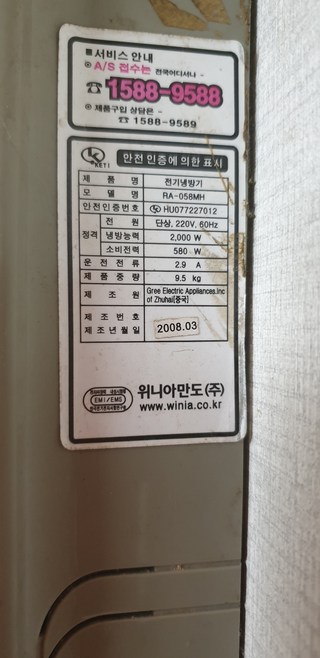 ■ 서비스 안내
◎ A/S 접수는 전국어디서나 -
☎ 1588-9588
◎ 제품구입 상담은 -
☎ 1588-9589
KETI 안전인증에 의한 표시
제 품 명 전기냉방기
모 델 명 RA-058MH
안전인증번호 HU077227012
정격 전 원 단상, 220V, 60Hz
냉방능력 2,000 W
소비전력 580 W
운 전 전 류 2.9 A
제 품 중 량 9.5 kg
제 조 원 Gree Electric Appliances.Inc
of Zhuhai[중국]
제 조 번 호
제 조 년 월 일 2008.03
EMI/EMS
위니아만도(주)
www.winia.co.kr